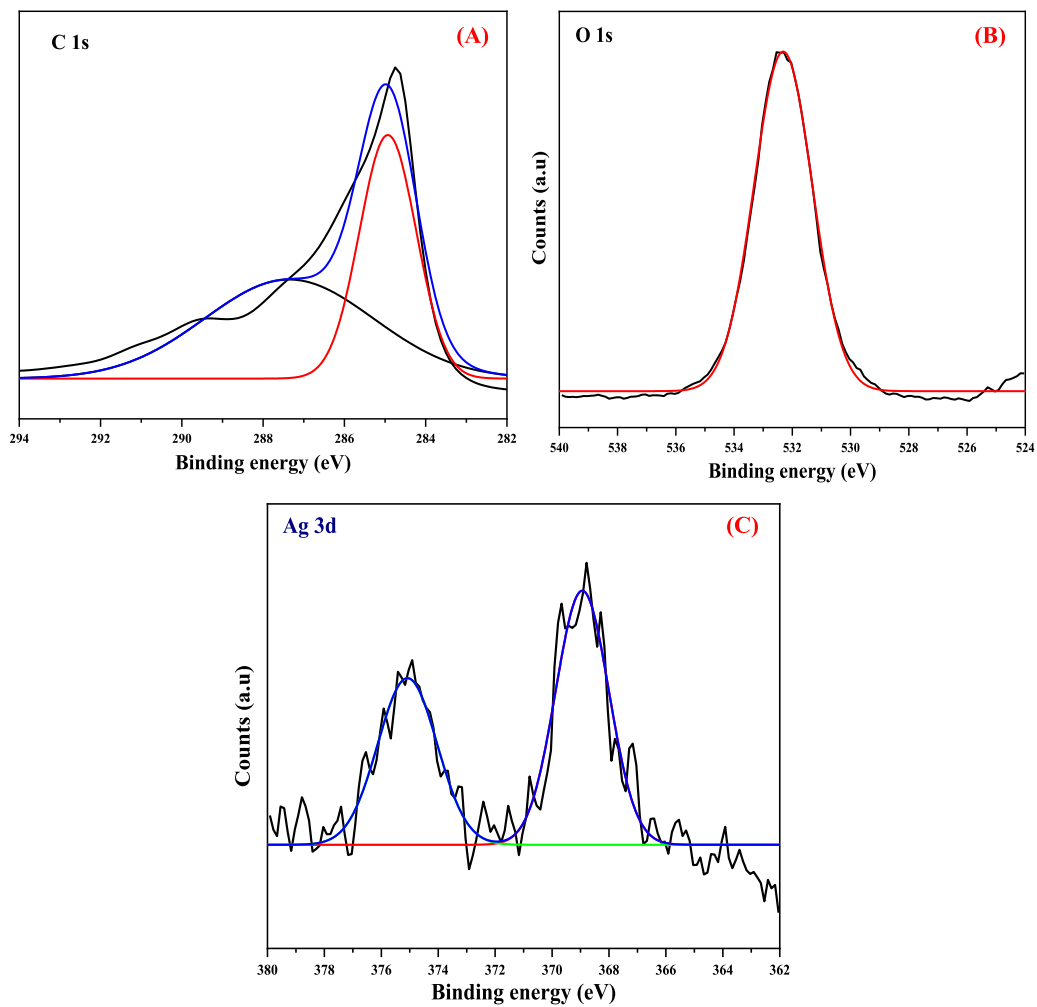 C 1s
(A)
294 292 290 288 286 284 282
Binding energy (eV)
O 1s
(B)
Counts (a.u)
540 538 536 534 532 530 528 526 524
Binding energy (eV)
Ag 3d
(C)
Counts (a.u)
380 378 376 374 372 370 368 366 364 362
Binding energy (eV)